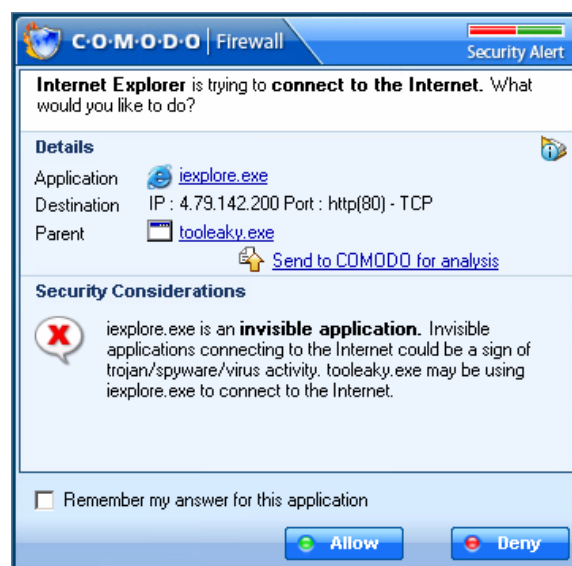 C·O·M·O·D·O | Firewall
Security Alert
Internet Explorer is trying to connect to the Internet. What
would you like to do?
Details
Application iexplore.exe
Destination IP : 4.79.142.200 Port : http(80) - TCP
Parent tooleaky.exe
Send to COMODO for analysis
Security Considerations
iexplore.exe is an invisible application. Invisible
applications connecting to the Internet could be a sign of
trojan/spyware/virus activity. tooleaky.exe may be using
iexplore.exe to connect to the Internet.
Remember my answer for this application
Allow
Deny